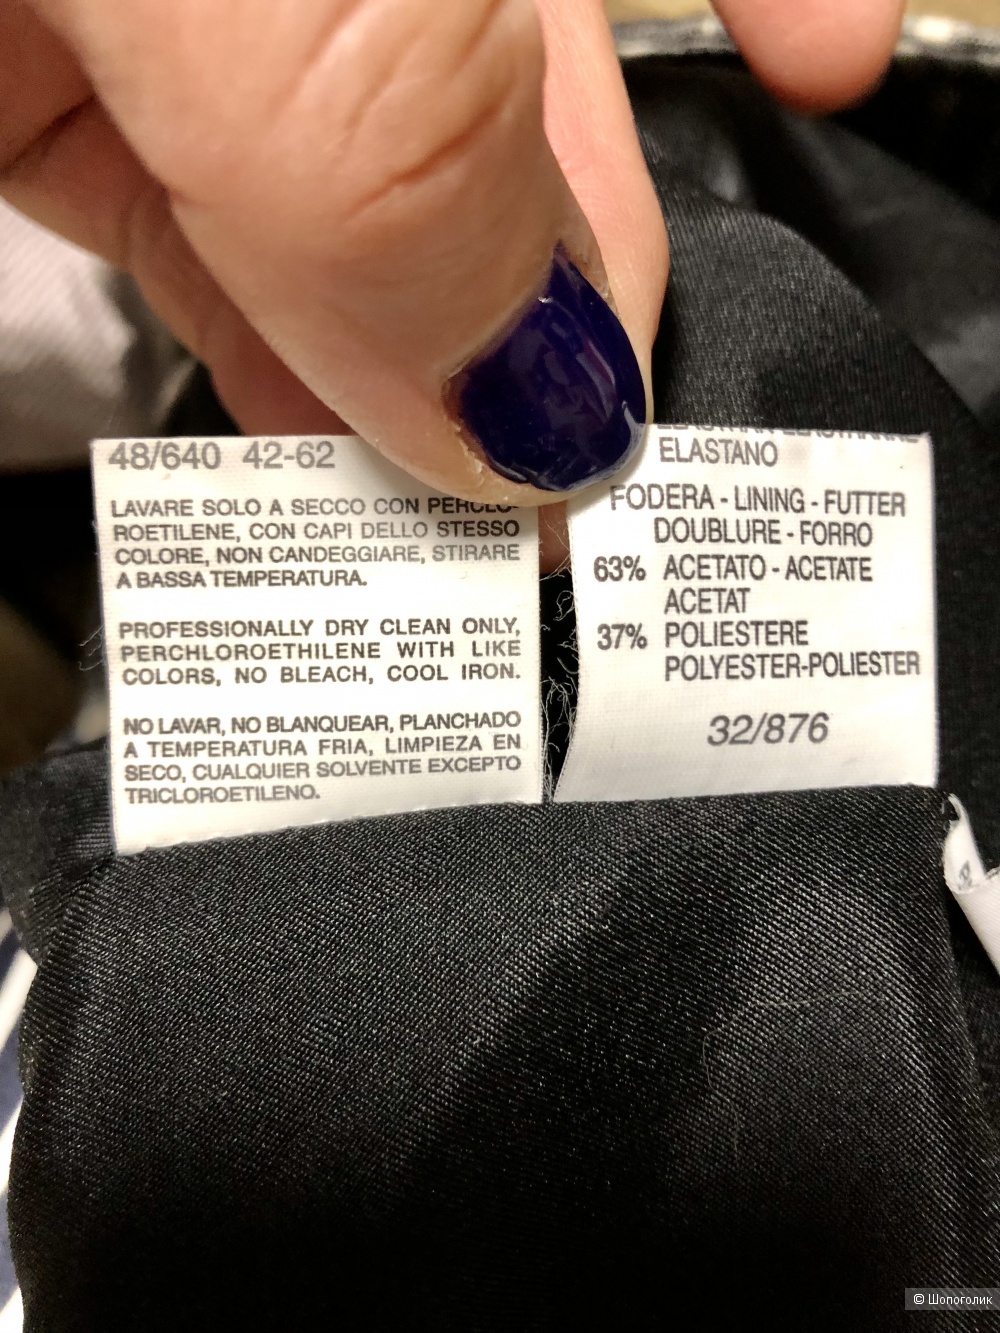 48/640 42-62
LAVARE SOLO A SECCO CON PERCLO-
ROETILENE, CON CAPI DELLO STESSO
COLORE, NON CANDEGGIARE, STIRARE
A BASSA TEMPERATURA.
PROFESSIONALLY DRY CLEAN ONLY,
PERCHLOROETHILENE WITH LIKE
COLORS, NO BLEACH, COOL IRON.
NO LAVAR, NO BLANQUEAR, PLANCHADO
A TEMPERATURA FRIA, LIMPIEZA EN
SECO, CUALQUIER SOLVENTE EXCEPTO
TRICLOROETILENO.
ELASTANO
FODERA - LINING - FUTTER
DOUBLURE - FORRO
63% ACETATO - ACETATE
ACETAT
37% POLIESTERE
POLYESTER-POLIESTER
32/876
© Шопоголик